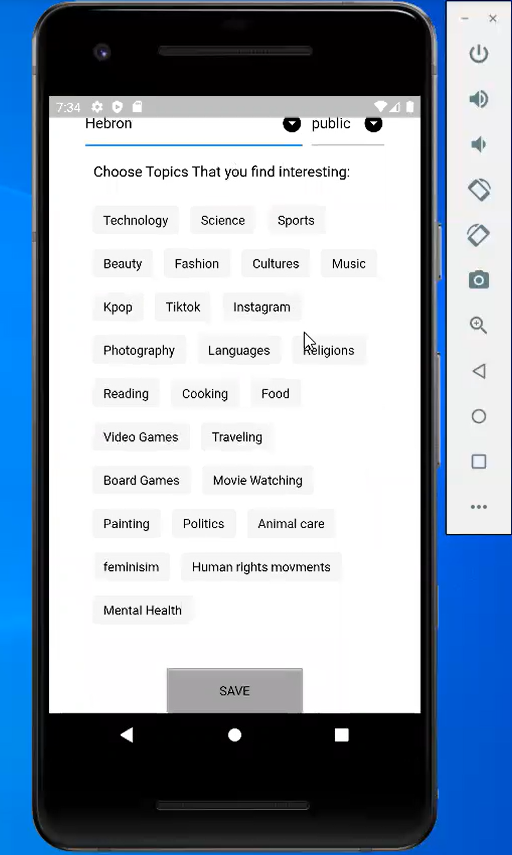 7:34
Hebron public
Choose Topics That you find interesting:
Technology Science Sports
Beauty Fashion Cultures Music
Kpop Tiktok Instagram
Photography Languages Religions
Reading Cooking Food
Video Games Traveling
Board Games Movie Watching
Painting Politics Animal care
feminisim Human rights movments
Mental Health
SAVE